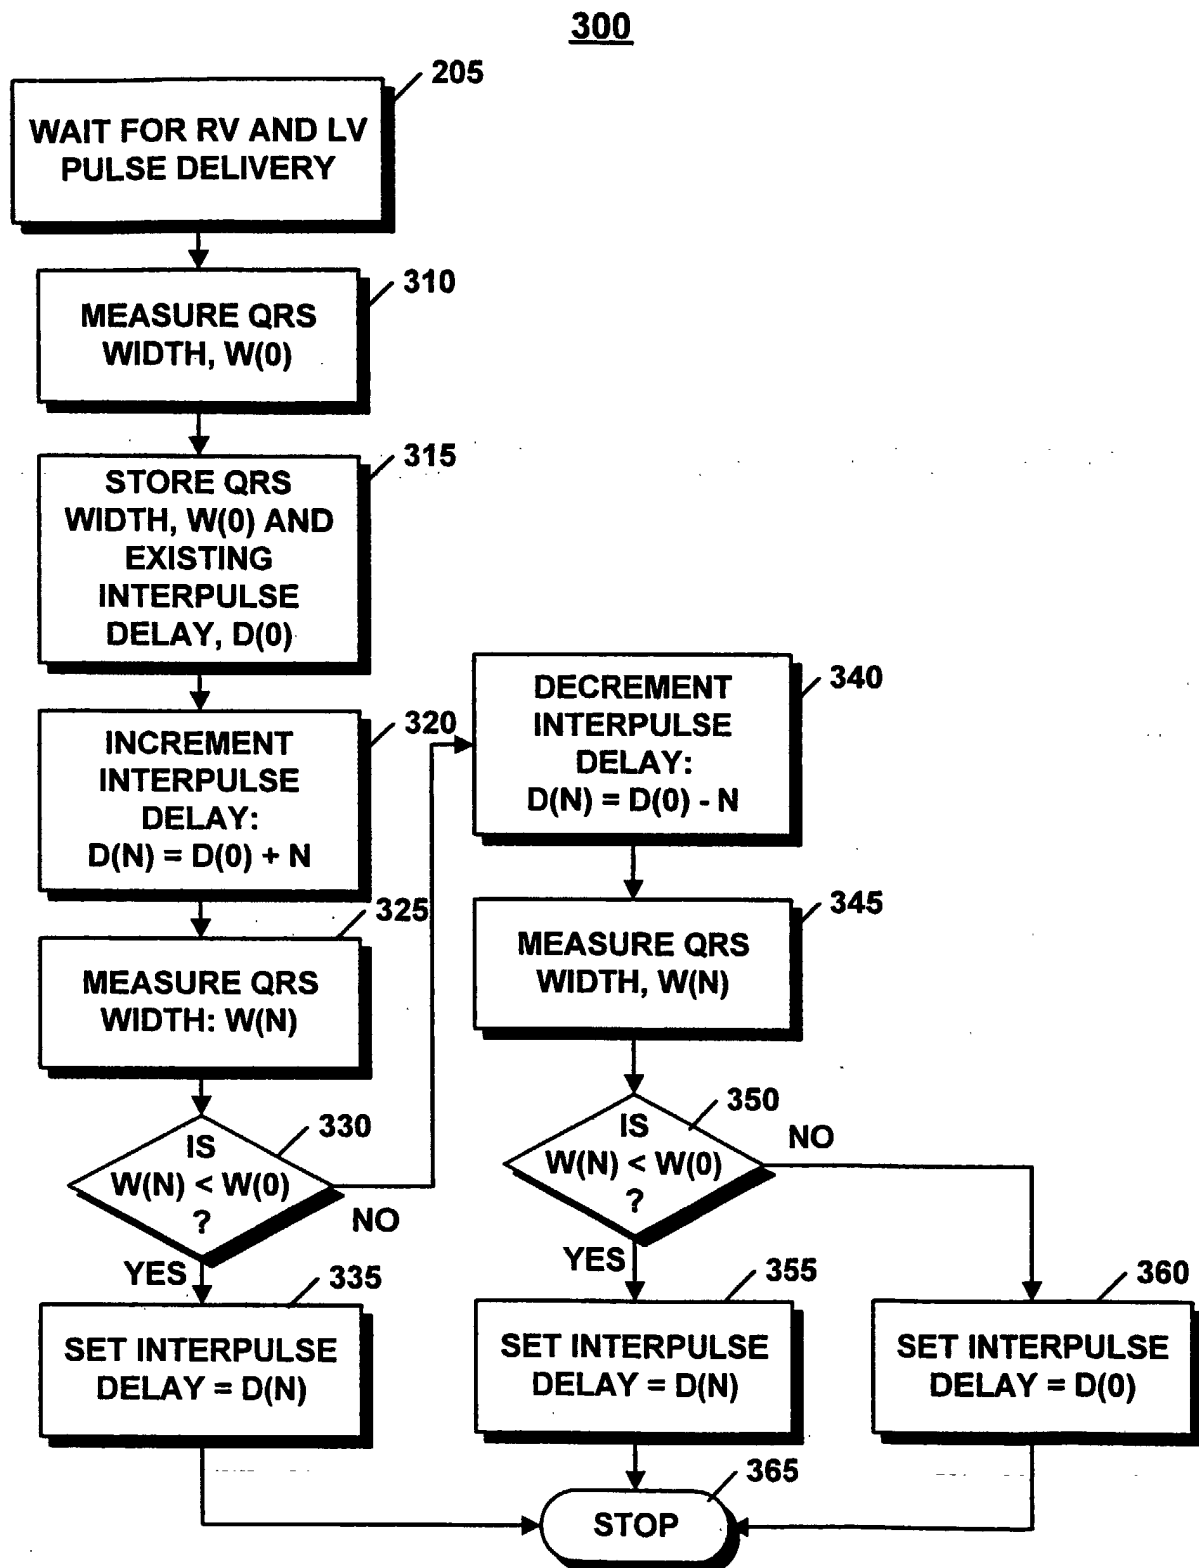 300
205
WAIT FOR RV AND LV
PULSE DELIVERY
310
MEASURE QRS
WIDTH, W(0)
315
STORE QRS
WIDTH, W(0) AND
EXISTING
INTERPULSE
DELAY, D(0)
320
INCREMENT
INTERPULSE
DELAY:
D(N) = D(0) + N
325
MEASURE QRS
WIDTH: W(N)
330
IS
W(N) < W(0)
?
NO
YES
335
SET INTERPULSE
DELAY = D(N)
340
DECREMENT
INTERPULSE
DELAY:
D(N) = D(0) - N
345
MEASURE QRS
WIDTH, W(N)
350
IS
W(N) < W(0)
?
NO
YES
355
SET INTERPULSE
DELAY = D(N)
360
SET INTERPULSE
DELAY = D(0)
365
STOP